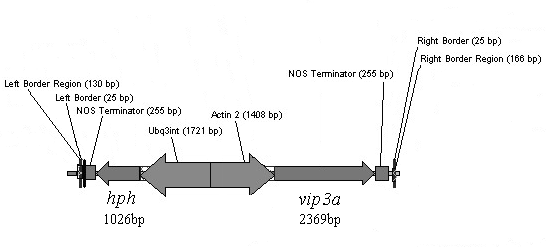 Right Border (25 bp)
Right Border Region (166 bp)
NOS Terminator (255 bp)
Left Border Region (130 bp)
Left Border (25 bp)
NOS Terminator (255 bp)
Actin 2 (1408 bp)
Ubq3int (1721 bp)
hph
vip3a
1026bp
2369bp